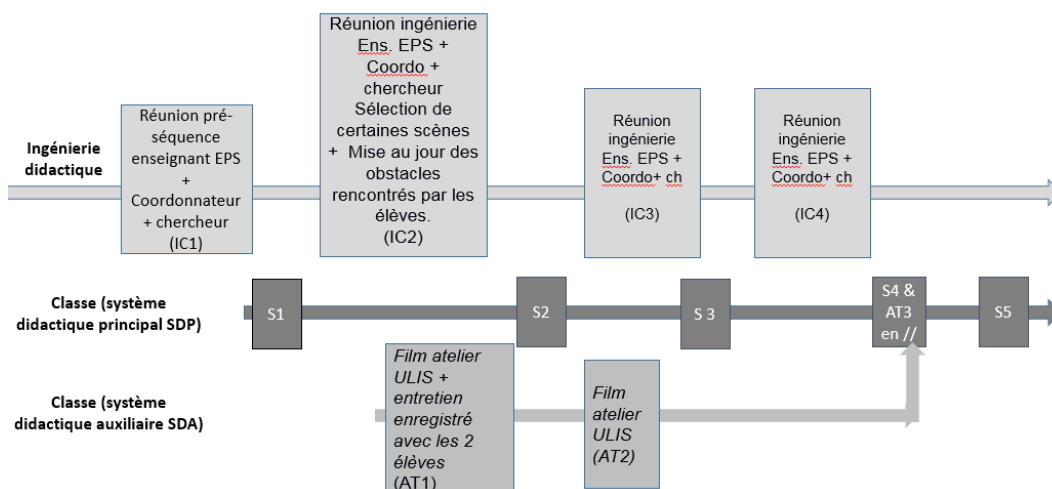 Ingénierie
didactique
Réunion pré-
séquence
enseignant EPS
+
Coordonnateur
+ chercheur
(IC1)
Réunion ingénierie
Ens. EPS +
Coordo +
chercheur
Sélection de
certaines scènes
+ Mise au jour des
obstacles
rencontrés par les
élèves.
(IC2)
Réunion
ingénierie
Ens. EPS +
Coordo+ ch
(IC3)
Réunion
ingénierie
Ens. EPS +
Coordo+ ch
(IC4)
Classe (système
didactique principal SDP)
S1
S2
S 3
S4 &
AT3
en //
S5
Classe (système
didactique auxiliaire SDA)
Film atelier
ULIS +
entretien
enregistré
avec les 2
élèves
(AT1)
Film
atelier
ULIS
(AT2)